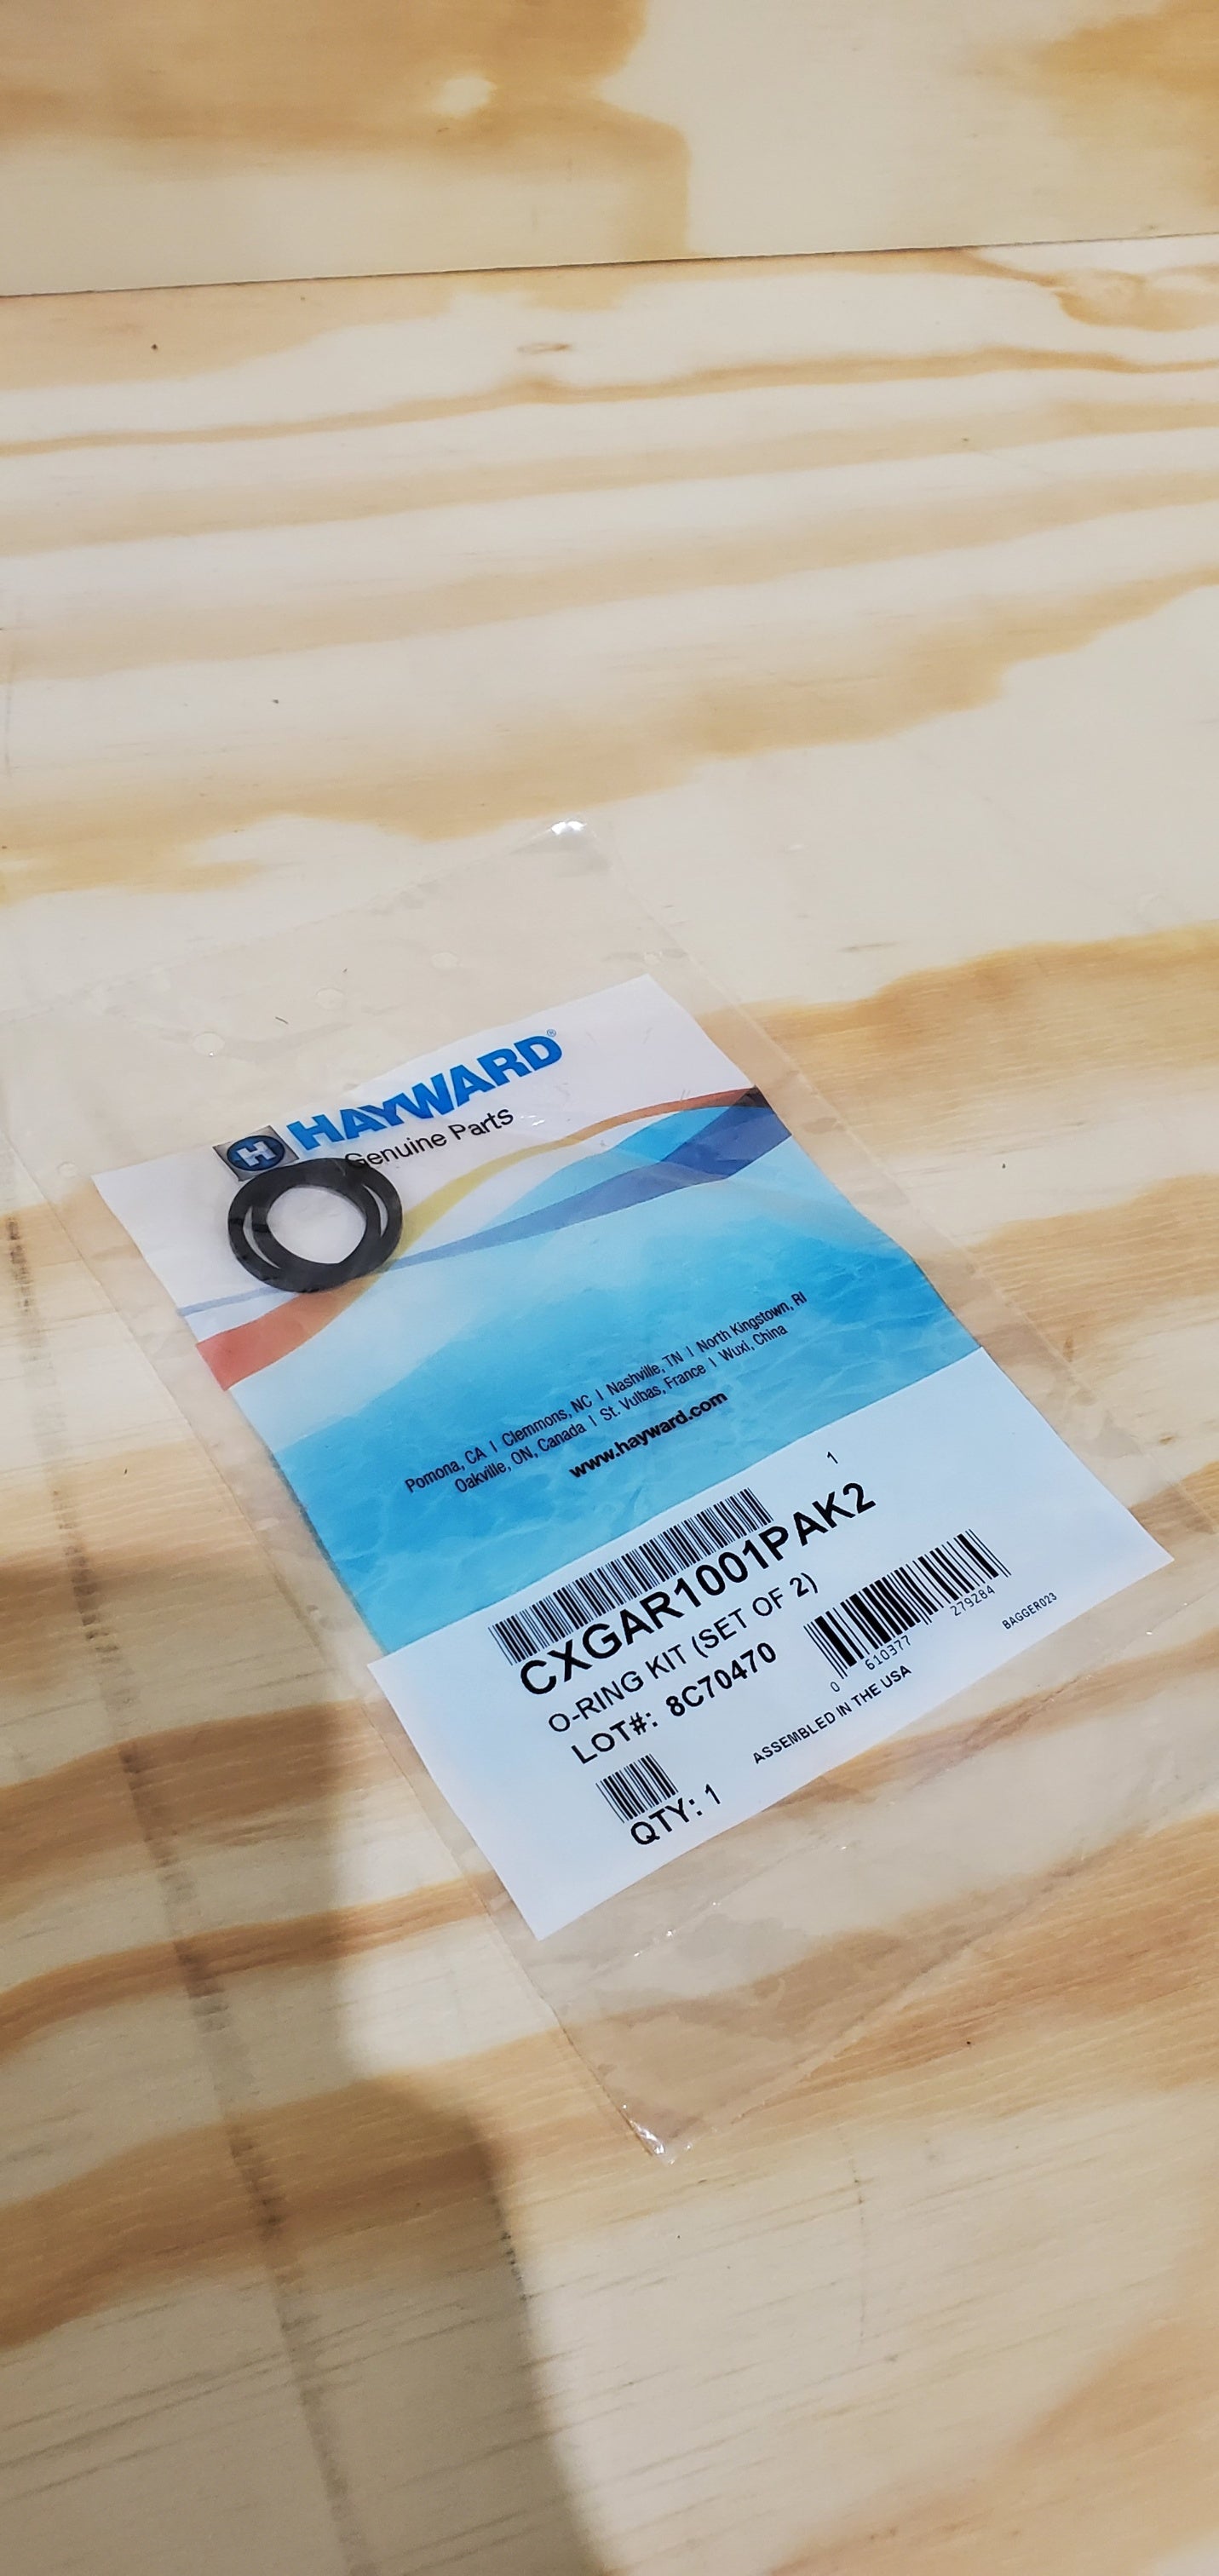 H HAYWARD®
Genuine Parts
Pomona, CA | Clemmons, NC | Nashville, TN | North Kingstown, RI
Oakville, ON, Canada | St. Vulbas, France | Wuxi, China
www.hayward.com
1
CXGAR1001PAK2
O-RING KIT (SET OF 2)
LOT#: 8C70470
0 610377 279284
BAGGER023
QTY: 1
ASSEMBLED IN THE USA